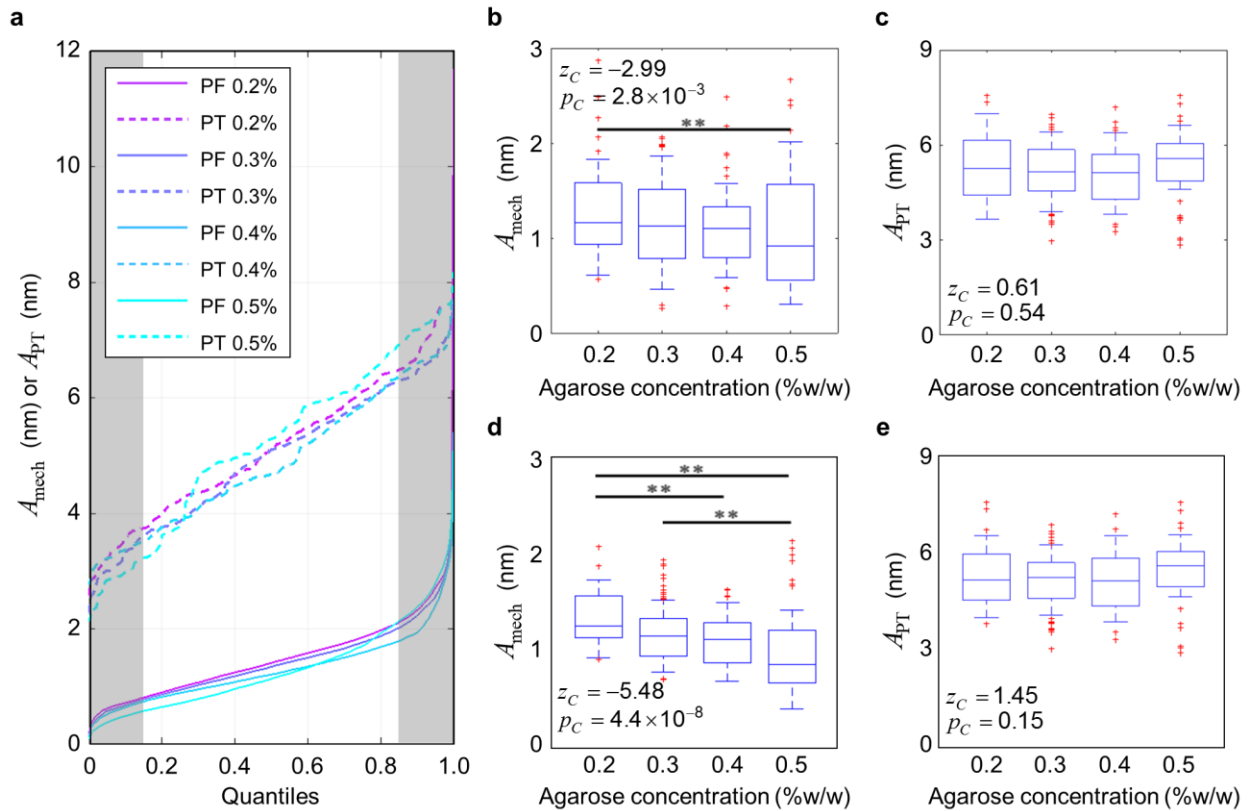 a
12
10
8
6
4
2
0
A_mech (nm) or A_PT (nm)
PF 0.2%
PT 0.2%
PF 0.3%
PT 0.3%
PF 0.4%
PT 0.4%
PF 0.5%
PT 0.5%
0 0.2 0.4 0.6 0.8 1.0
Quantiles
b
3
2
1
0
A_mech (nm)
z_C = −2.99
p_C = 2.8×10⁻³
**
0.2 0.3 0.4 0.5
Agarose concentration (%w/w)
c
9
6
3
0
A_PT (nm)
z_C = 0.61
p_C = 0.54
0.2 0.3 0.4 0.5
Agarose concentration (%w/w)
d
3
2
1
0
A_mech (nm)
**
**
**
z_C = −5.48
p_C = 4.4×10⁻⁸
0.2 0.3 0.4 0.5
Agarose concentration (%w/w)
e
9
6
3
0
A_PT (nm)
z_C = 1.45
p_C = 0.15
0.2 0.3 0.4 0.5
Agarose concentration (%w/w)